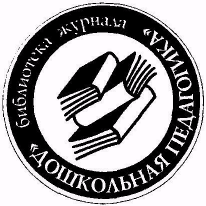 библиотека журнала
«ДОШКОЛЬНАЯ ПЕДАГОГИКА»